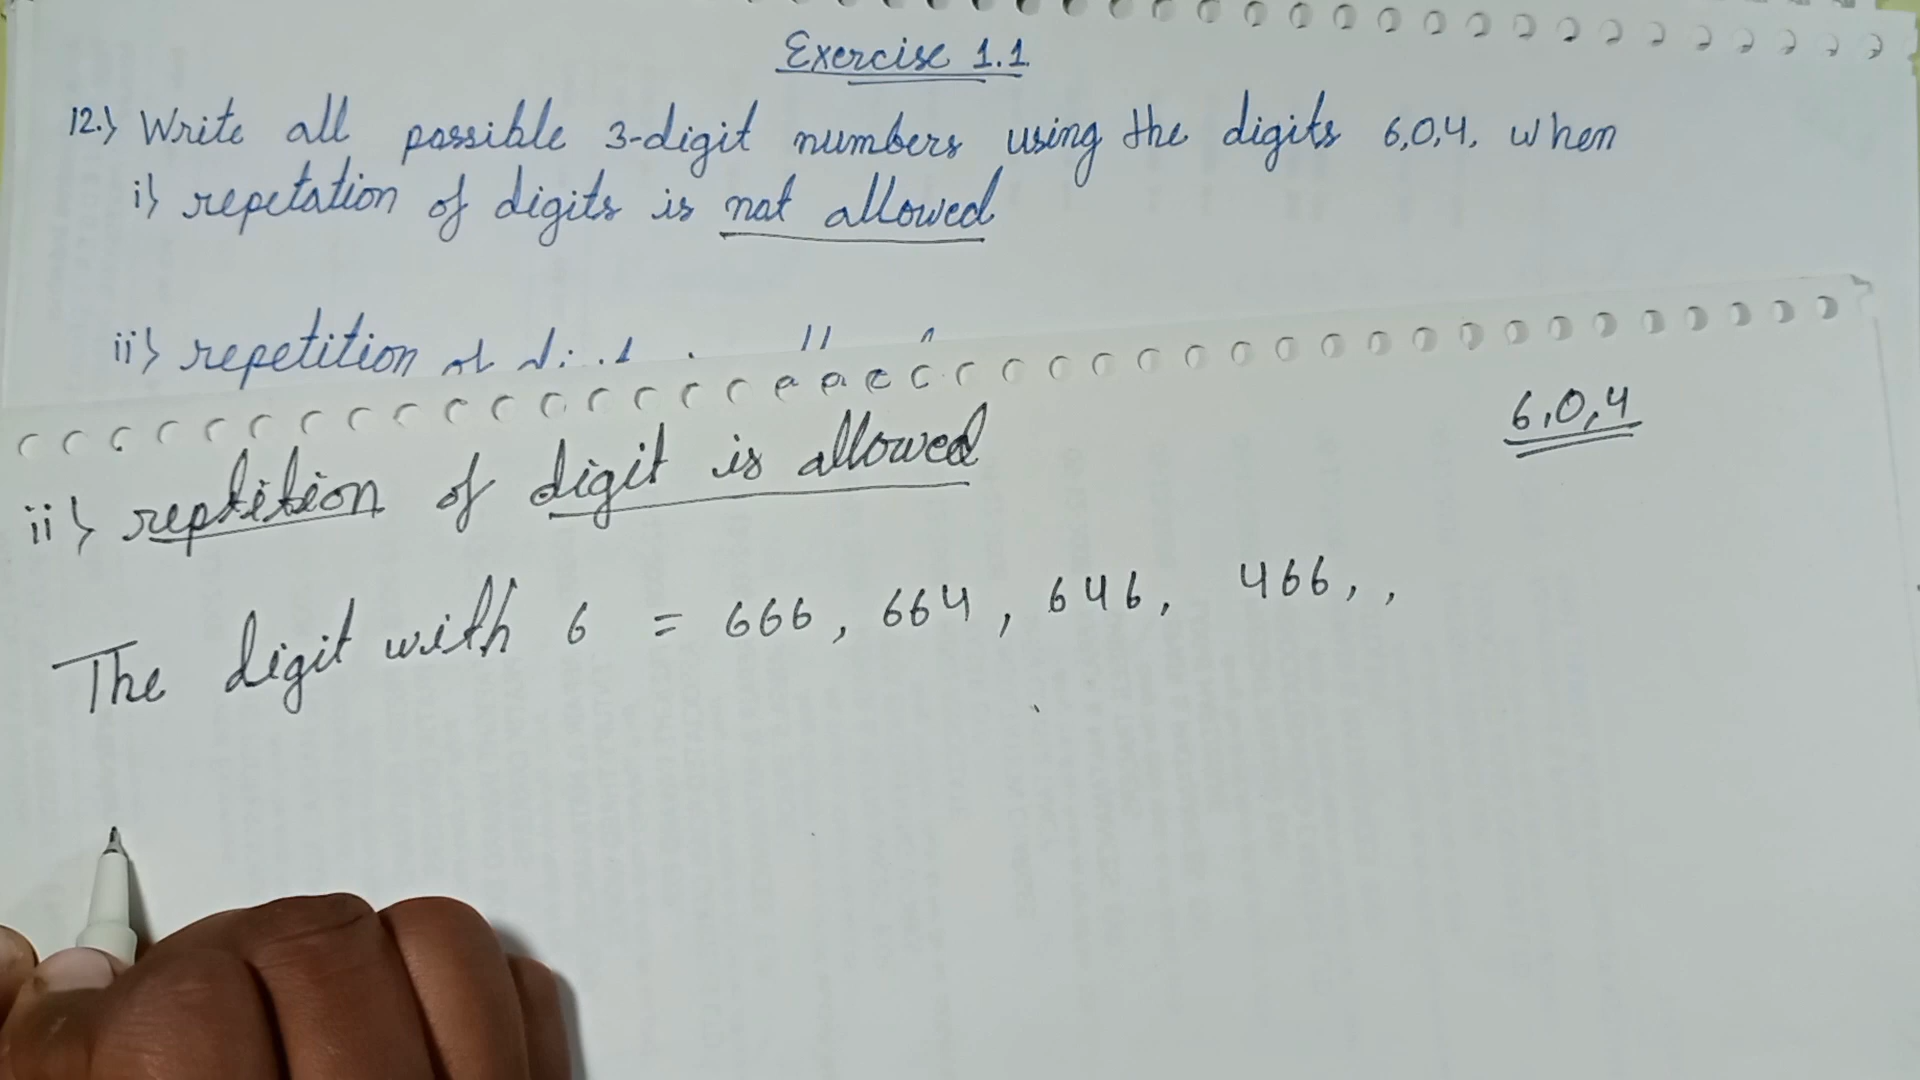 Exercise 1.1
12.) Write all possible 3-digit numbers using the digits 6,0,4, when
i) repetation of digits is not allowed
ii) repetition of
6,0,4
ii) reptition of digit is allowed
The digit with 6 = 666, 664, 646, 466, ,